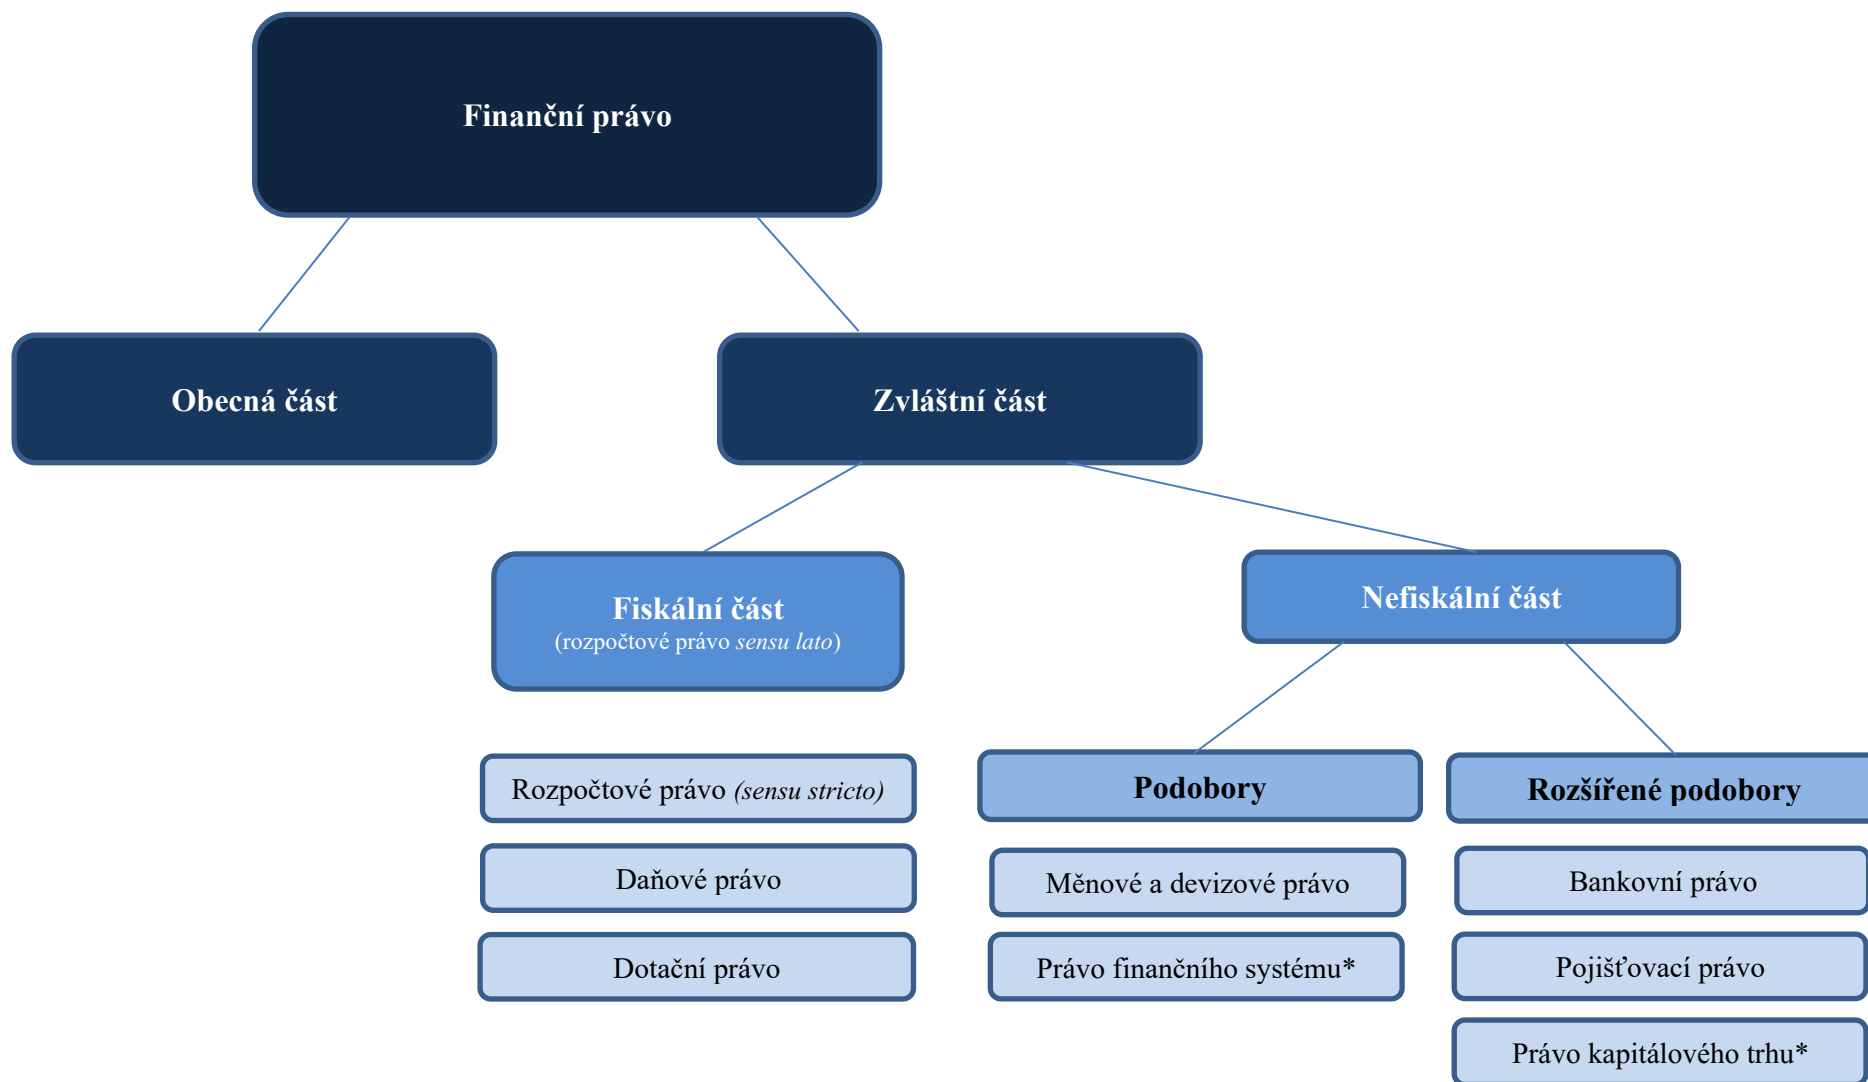 Finanční právo
Obecná část
Zvláštní část
Fiskální část
(rozpočtové právo sensu lato)
Nefiskální část
Rozpočtové právo (sensu stricto)
Daňové právo
Dotační právo
Podobory
Měnové a devizové právo
Právo finančního systému*
Rozšířené podobory
Bankovní právo
Pojišťovací právo
Právo kapitálového trhu*